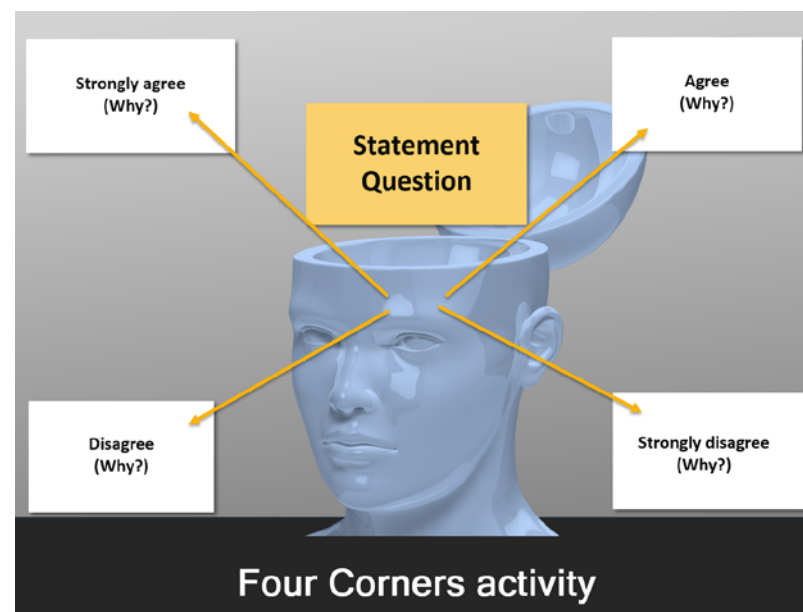 Strongly agree
(Why?)
Agree
(Why?)
Statement
Question
Disagree
(Why?)
Strongly disagree
(Why?)
Four Corners activity